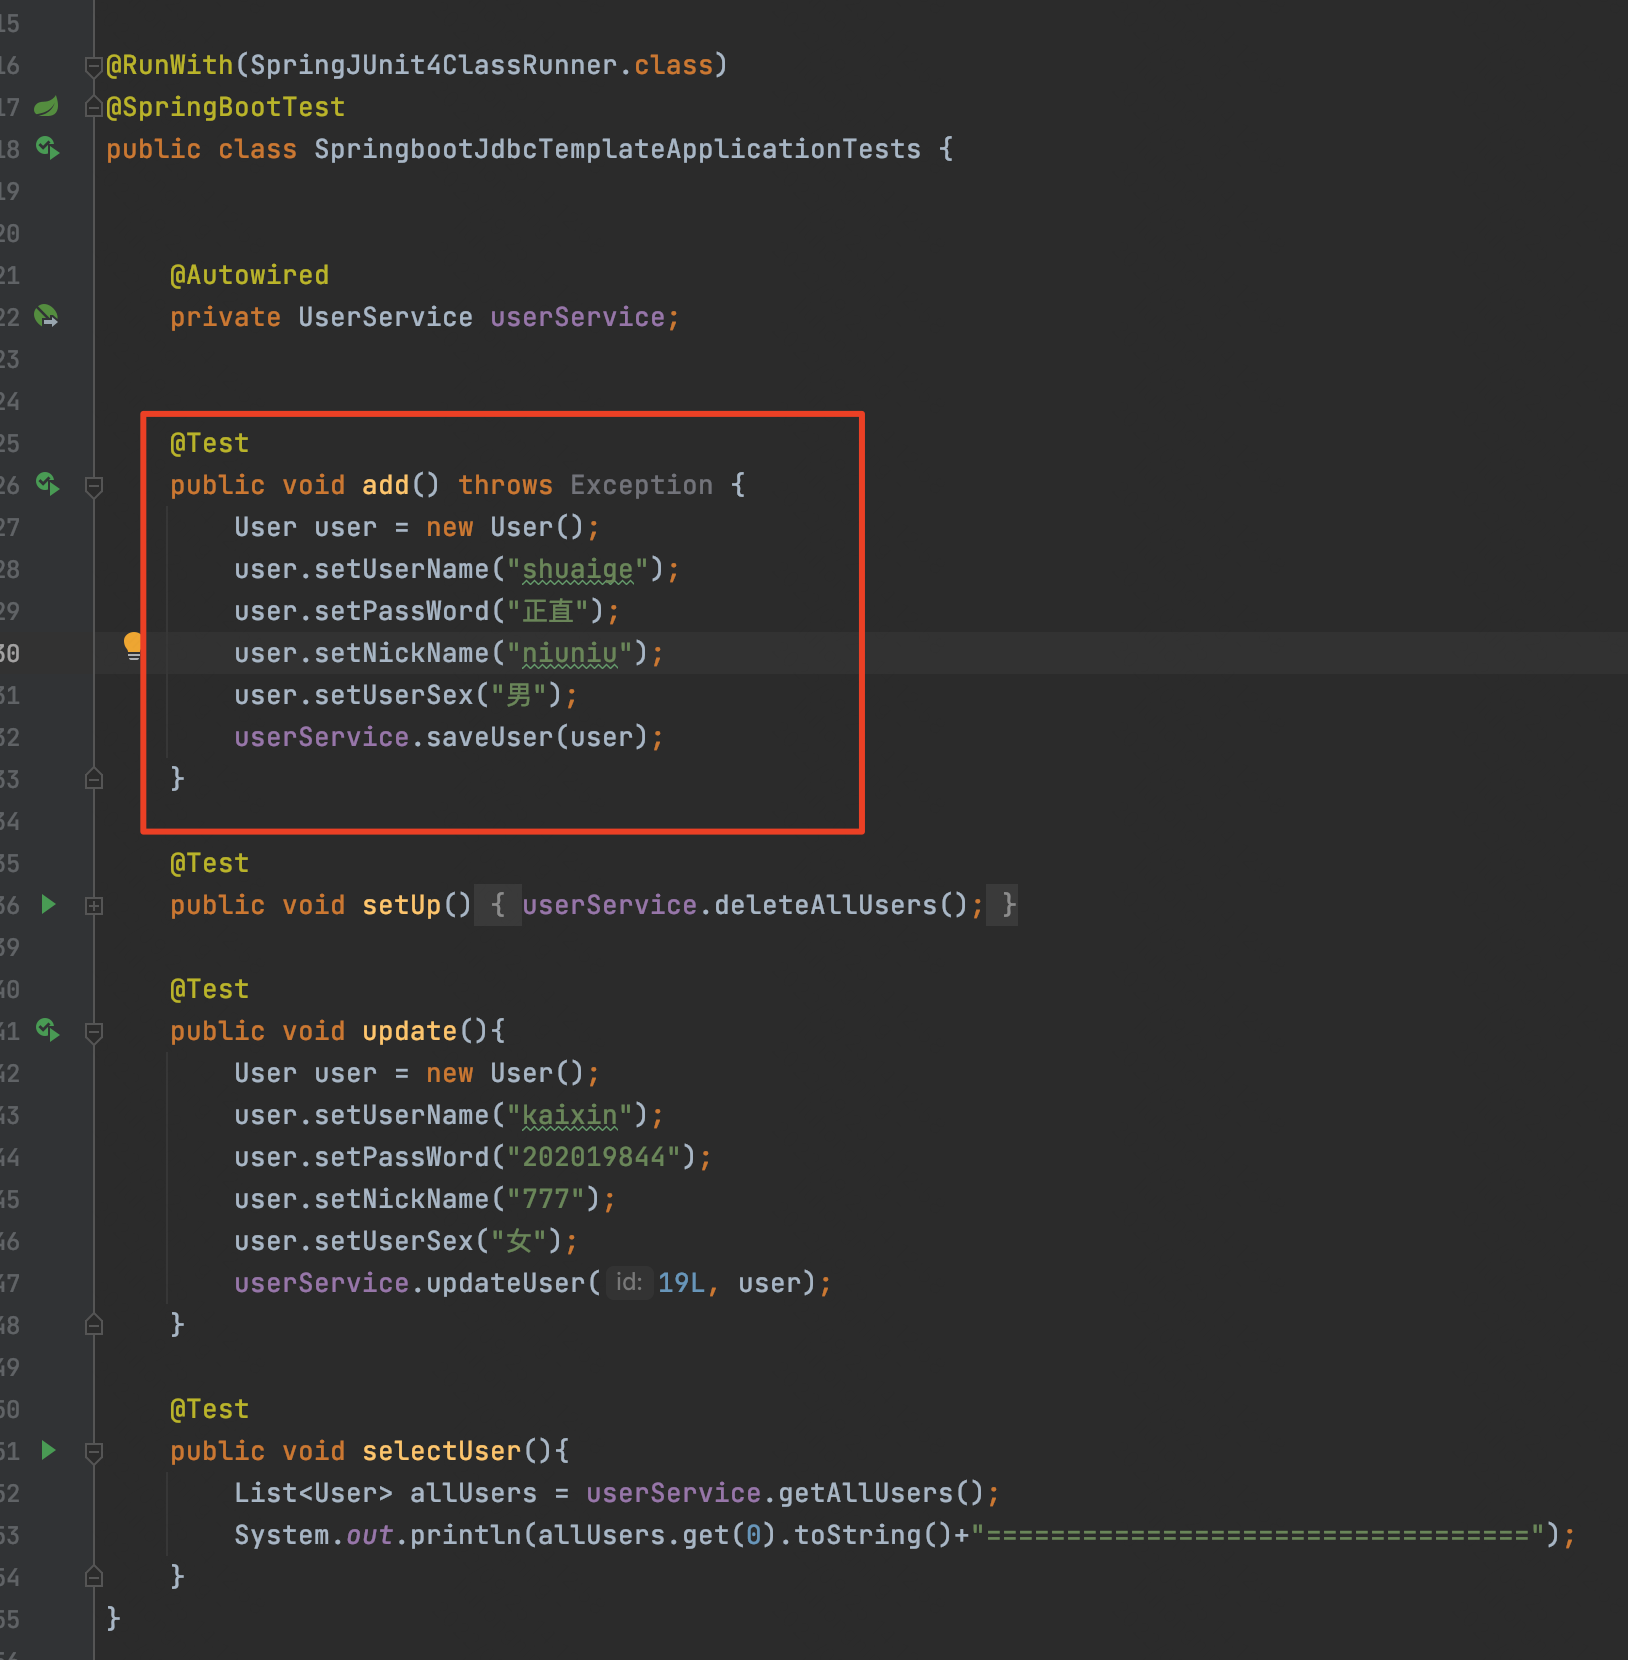 15
16 @RunWith(SpringJUnit4ClassRunner.class)
17 @SpringBootTest
18 public class SpringbootJdbcTemplateApplicationTests {
19
20
21 @Autowired
22 private UserService userService;
23
24
25 @Test
26 public void add() throws Exception {
27 User user = new User();
28 user.setUserName("shuaige");
29 user.setPassWord("正直");
30 user.setNickName("niuniu");
31 user.setUserSex("男");
32 userService.saveUser(user);
33 }
34
35 @Test
36 public void setUp() { userService.deleteAllUsers(); }
39
40 @Test
41 public void update(){
42 User user = new User();
43 user.setUserName("kaixin");
44 user.setPassWord("202019844");
45 user.setNickName("777");
46 user.setUserSex("女");
47 userService.updateUser( id: 19L, user);
48 }
49
50 @Test
51 public void selectUser(){
52 List<User> allUsers = userService.getAllUsers();
53 System.out.println(allUsers.get(0).toString()+"==================================");
54 }
55 }